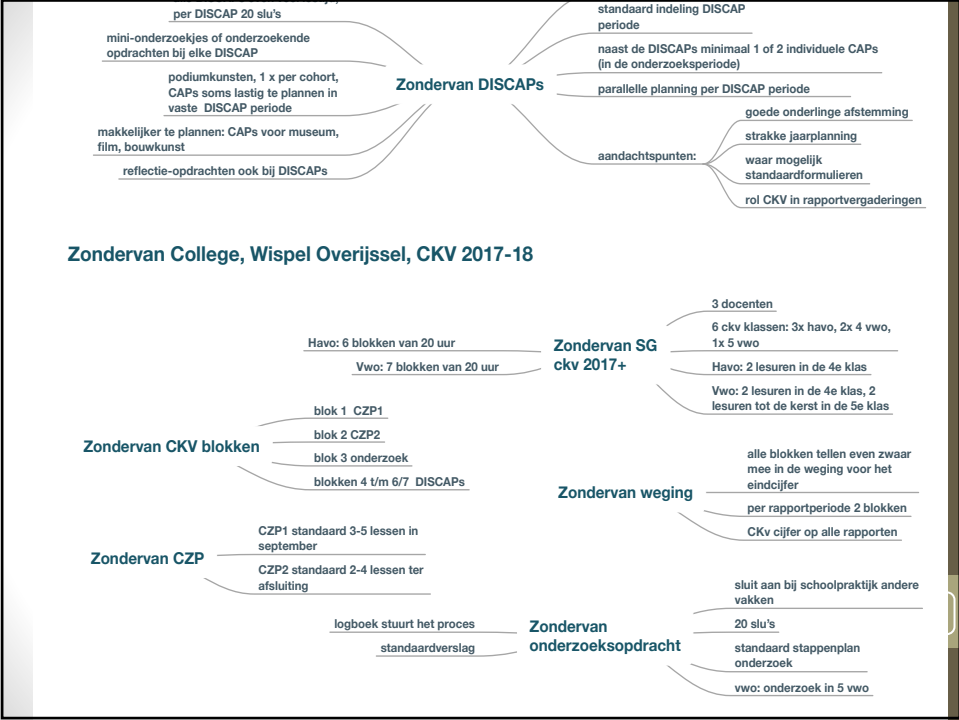 per DISCAP 20 slu's
mini-onderzoekjes of onderzoekende
opdrachten bij elke DISCAP
podiumkunsten, 1 x per cohort,
CAPs soms lastig te plannen in
vaste DISCAP periode
makkelijker te plannen: CAPs voor museum,
film, bouwkunst
reflectie-opdrachten ook bij DISCAPs
Zondervan DISCAPs
standaard indeling DISCAP
periode
naast de DISCAPs minimaal 1 of 2 individuele CAPs
(in de onderzoeksperiode)
parallelle planning per DISCAP periode
aandachtspunten:
goede onderlinge afstemming
strakke jaarplanning
waar mogelijk
standaardformulieren
rol CKV in rapportvergaderingen
Zondervan College, Wispel Overijssel, CKV 2017-18
Havo: 6 blokken van 20 uur
Vwo: 7 blokken van 20 uur
Zondervan SG
ckv 2017+
3 docenten
6 ckv klassen: 3x havo, 2x 4 vwo,
1x 5 vwo
Havo: 2 lesuren in de 4e klas
Vwo: 2 lesuren in de 4e klas, 2
lesuren tot de kerst in de 5e klas
Zondervan CKV blokken
blok 1 CZP1
blok 2 CZP2
blok 3 onderzoek
blokken 4 t/m 6/7 DISCAPs
Zondervan weging
alle blokken tellen even zwaar
mee in de weging voor het
eindcijfer
per rapportperiode 2 blokken
CKv cijfer op alle rapporten
Zondervan CZP
CZP1 standaard 3-5 lessen in
september
CZP2 standaard 2-4 lessen ter
afsluiting
logboek stuurt het proces
standaardverslag
Zondervan
onderzoeksopdracht
sluit aan bij schoolpraktijk andere
vakken
20 slu's
standaard stappenplan
onderzoek
vwo: onderzoek in 5 vwo